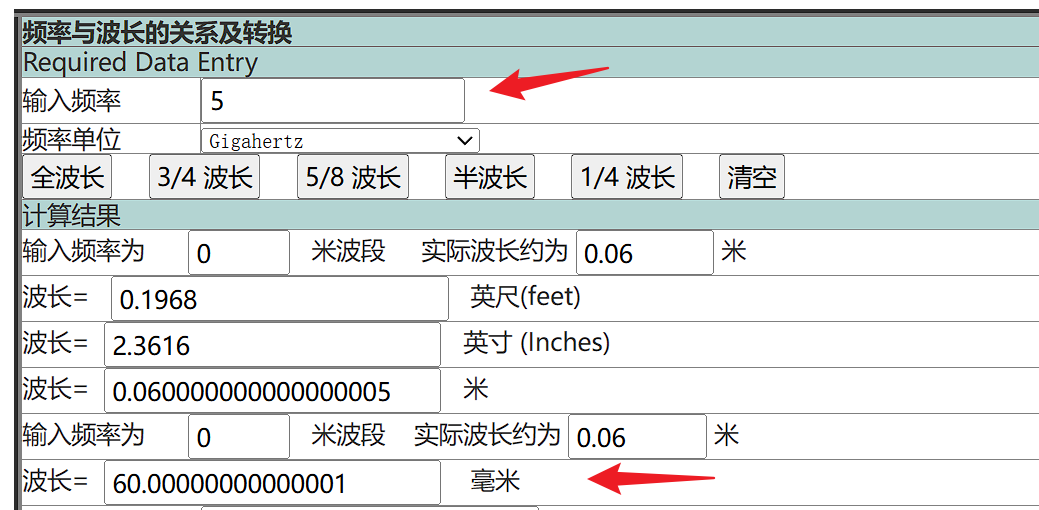 频率与波长的关系及转换
Required Data Entry
输入频率 5
频率单位 Gigahertz
全波长 3/4 波长 5/8 波长 半波长 1/4 波长 清空
计算结果
输入频率为 0 米波段 实际波长约为 0.06 米
波长= 0.1968 英尺(feet)
波长= 2.3616 英寸 (Inches)
波长= 0.060000000000000005 米
输入频率为 0 米波段 实际波长约为 0.06 米
波长= 60.00000000000001 毫米